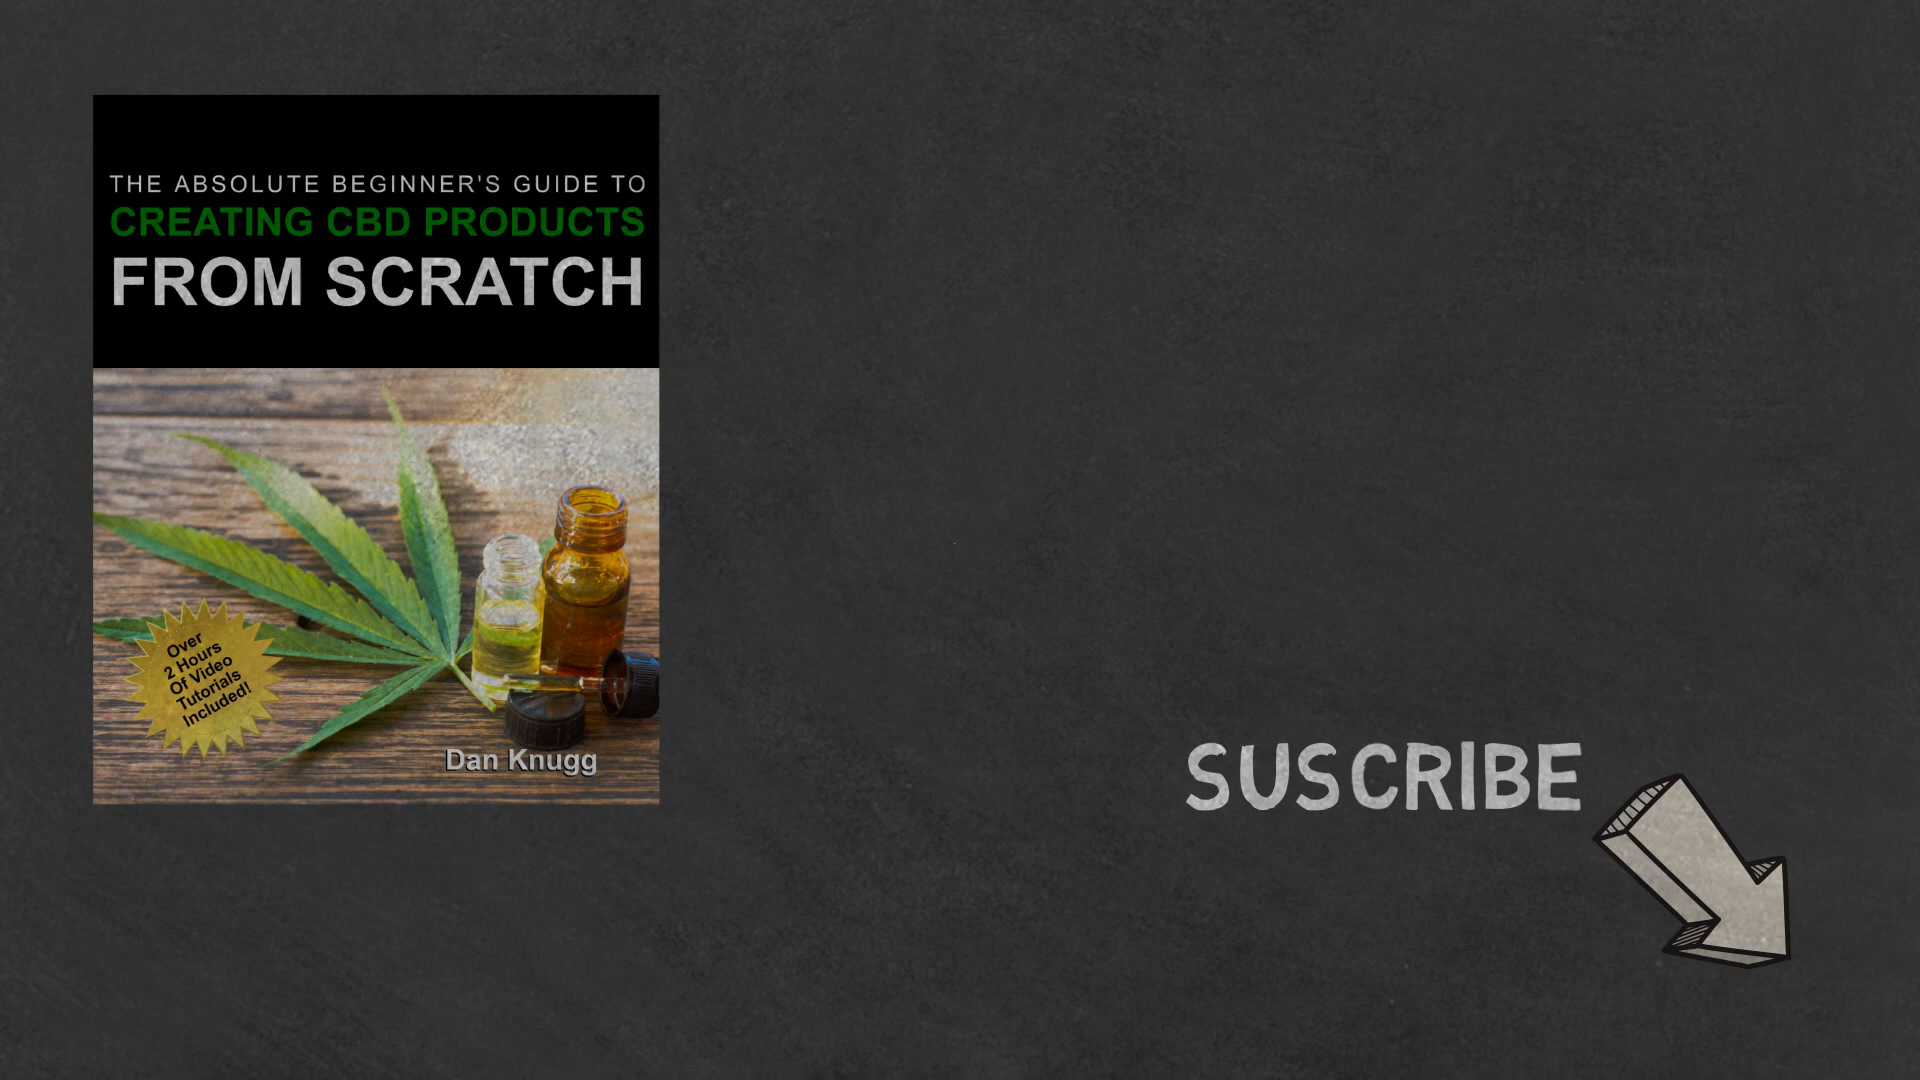 THE ABSOLUTE BEGINNER'S GUIDE TO
CREATING CBD PRODUCTS
FROM SCRATCH
Over
2 Hours
Of Video
Tutorials
Included!
Dan Knugg
SUSCRIBE